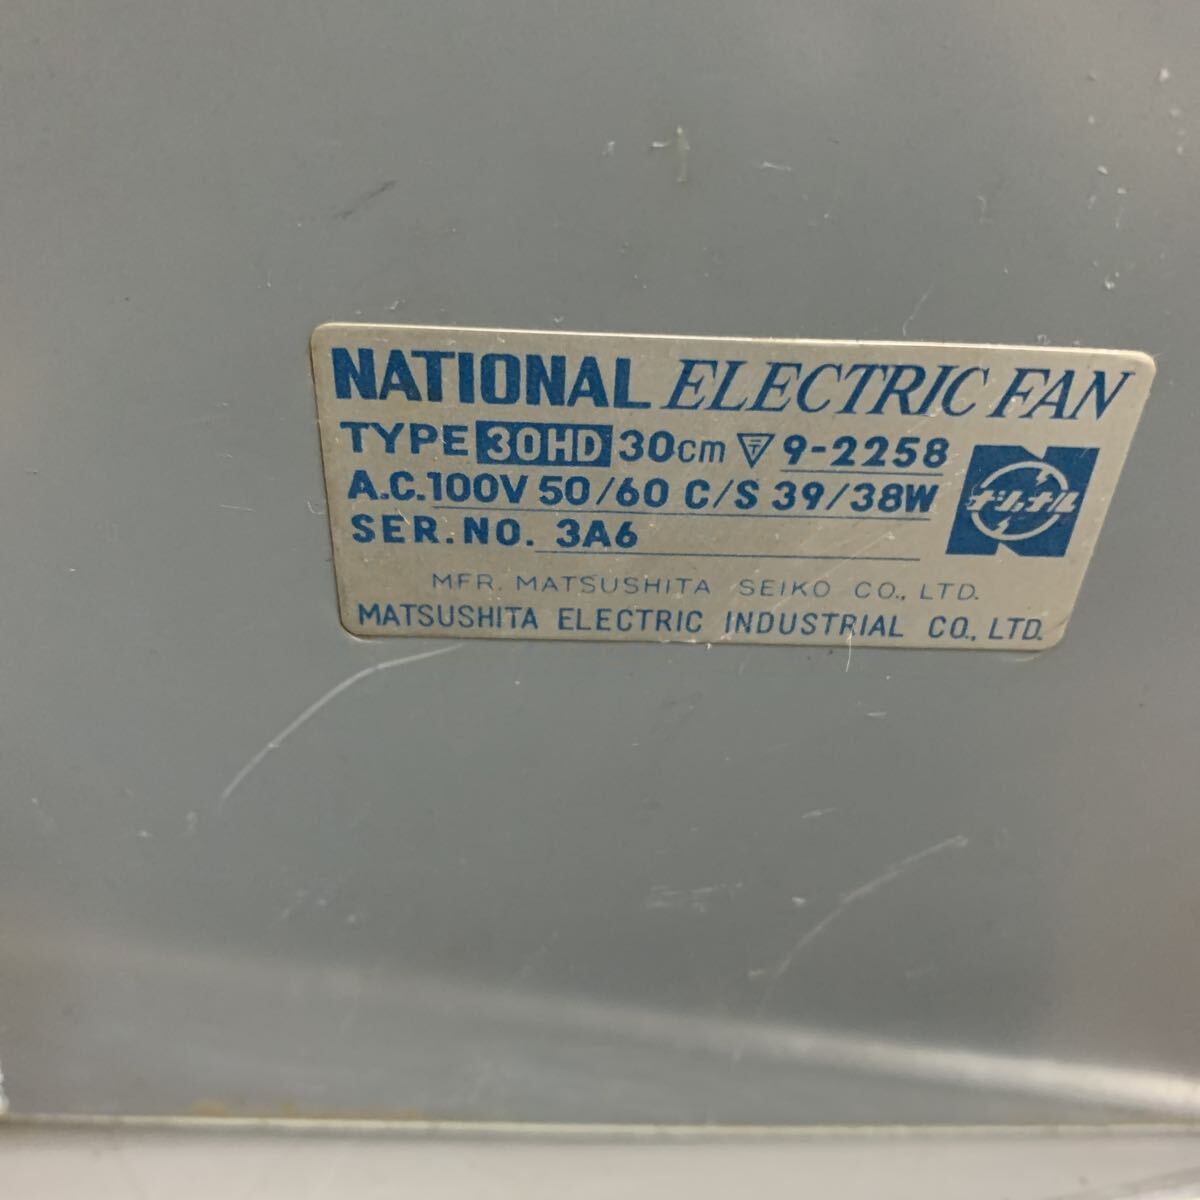 NATIONAL ELECTRIC FAN
TYPE 30HD 30cm 〒 9-2258
A.C. 100V 50/60 C/S 39/38W
ナショナル
SER. NO. 3A6
MFR. MATSUSHITA SEIKO CO., LTD.
MATSUSHITA ELECTRIC INDUSTRIAL CO., LTD.